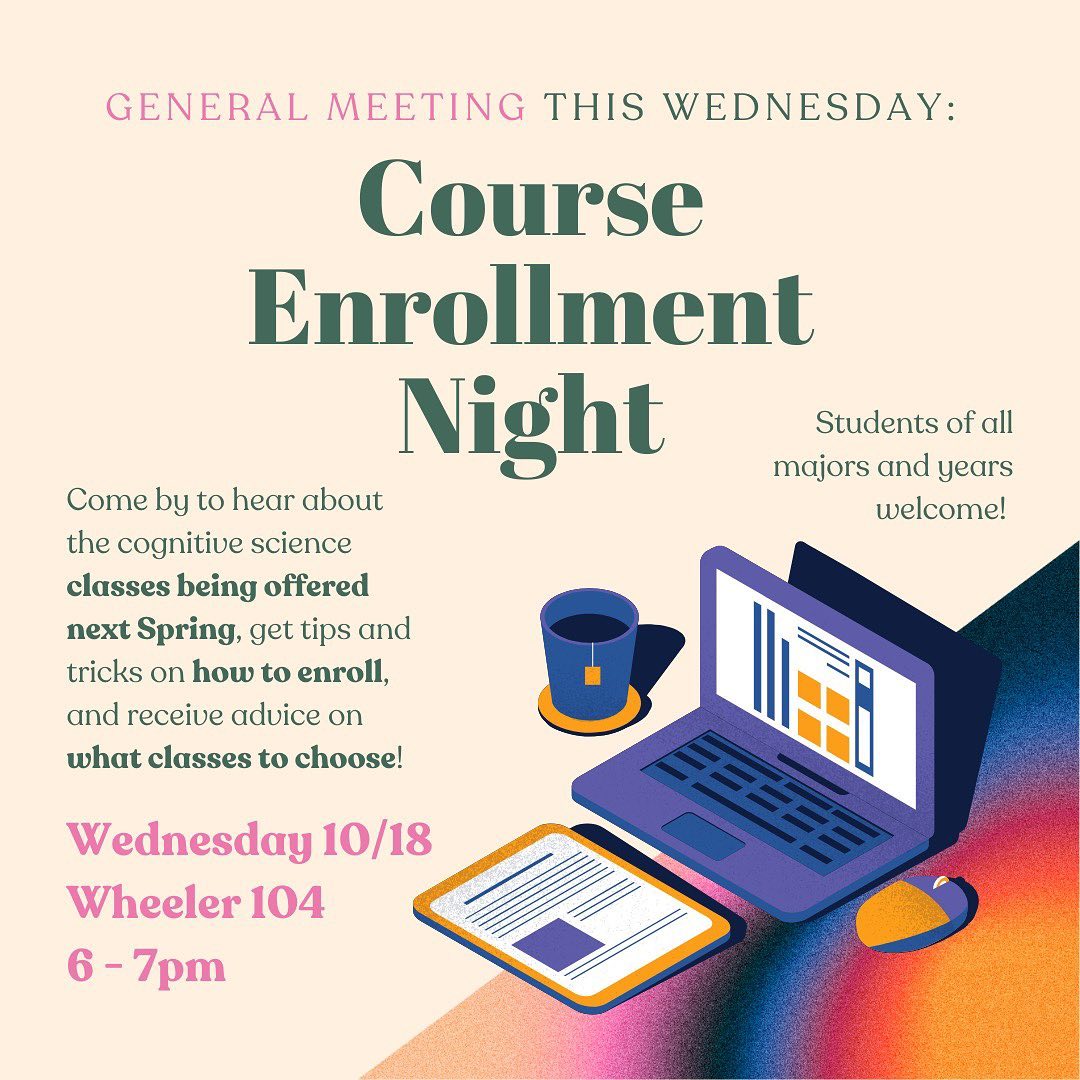 GENERAL MEETING THIS WEDNESDAY:
Course
Enrollment
Night
Students of all
majors and years
welcome!
Come by to hear about
the cognitive science
classes being offered
next Spring, get tips and
tricks on how to enroll,
and receive advice on
what classes to choose!
Wednesday 10/18
Wheeler 104
6 - 7pm